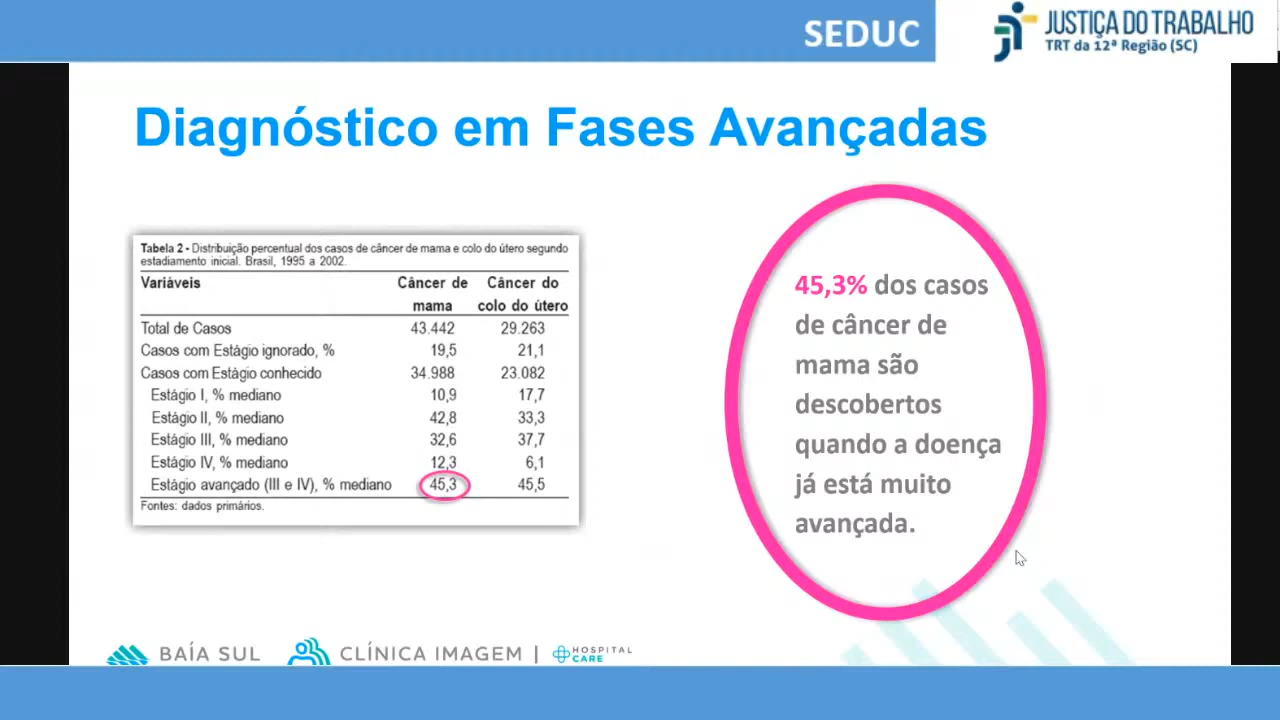 SEDUC
JUSTIÇA DO TRABALHO
TRT da 12ª Região (SC)
Diagnóstico em Fases Avançadas
Tabela 2 - Distribuição percentual dos casos de câncer de mama e colo do útero segundo
estadiamento inicial. Brasil, 1995 a 2002.
Variáveis Câncer de mama Câncer do colo do útero
Total de Casos 43.442 29.263
Casos com Estágio ignorado, % 19,5 21,1
Casos com Estágio conhecido 34.988 23.082
Estágio I, % mediano 10,9 17,7
Estágio II, % mediano 42,8 33,3
Estágio III, % mediano 32,6 37,7
Estágio IV, % mediano 12,3 6,1
Estágio avançado (III e IV), % mediano 45,3 45,5
Fontes: dados primários.
45,3% dos casos
de câncer de
mama são
descobertos
quando a doença
já está muito
avançada.
BAÍA SUL
CLÍNICA IMAGEM |
HOSPITAL
CARE